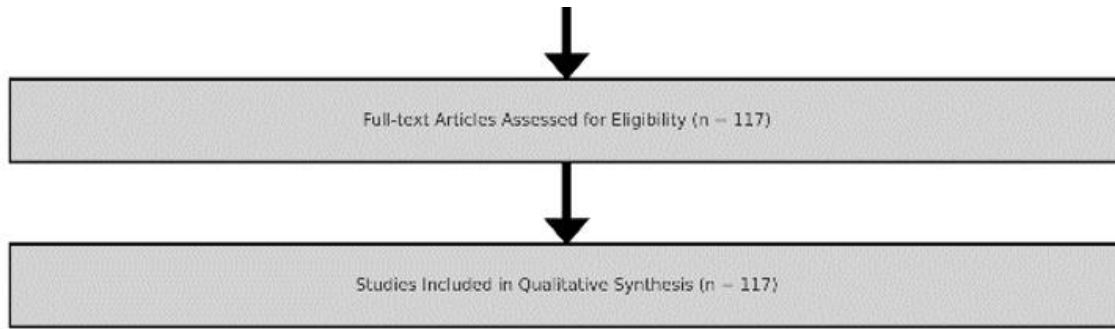 Full-text Articles Assessed for Eligibility (n = 117)
Studies Included in Qualitative Synthesis (n = 117)